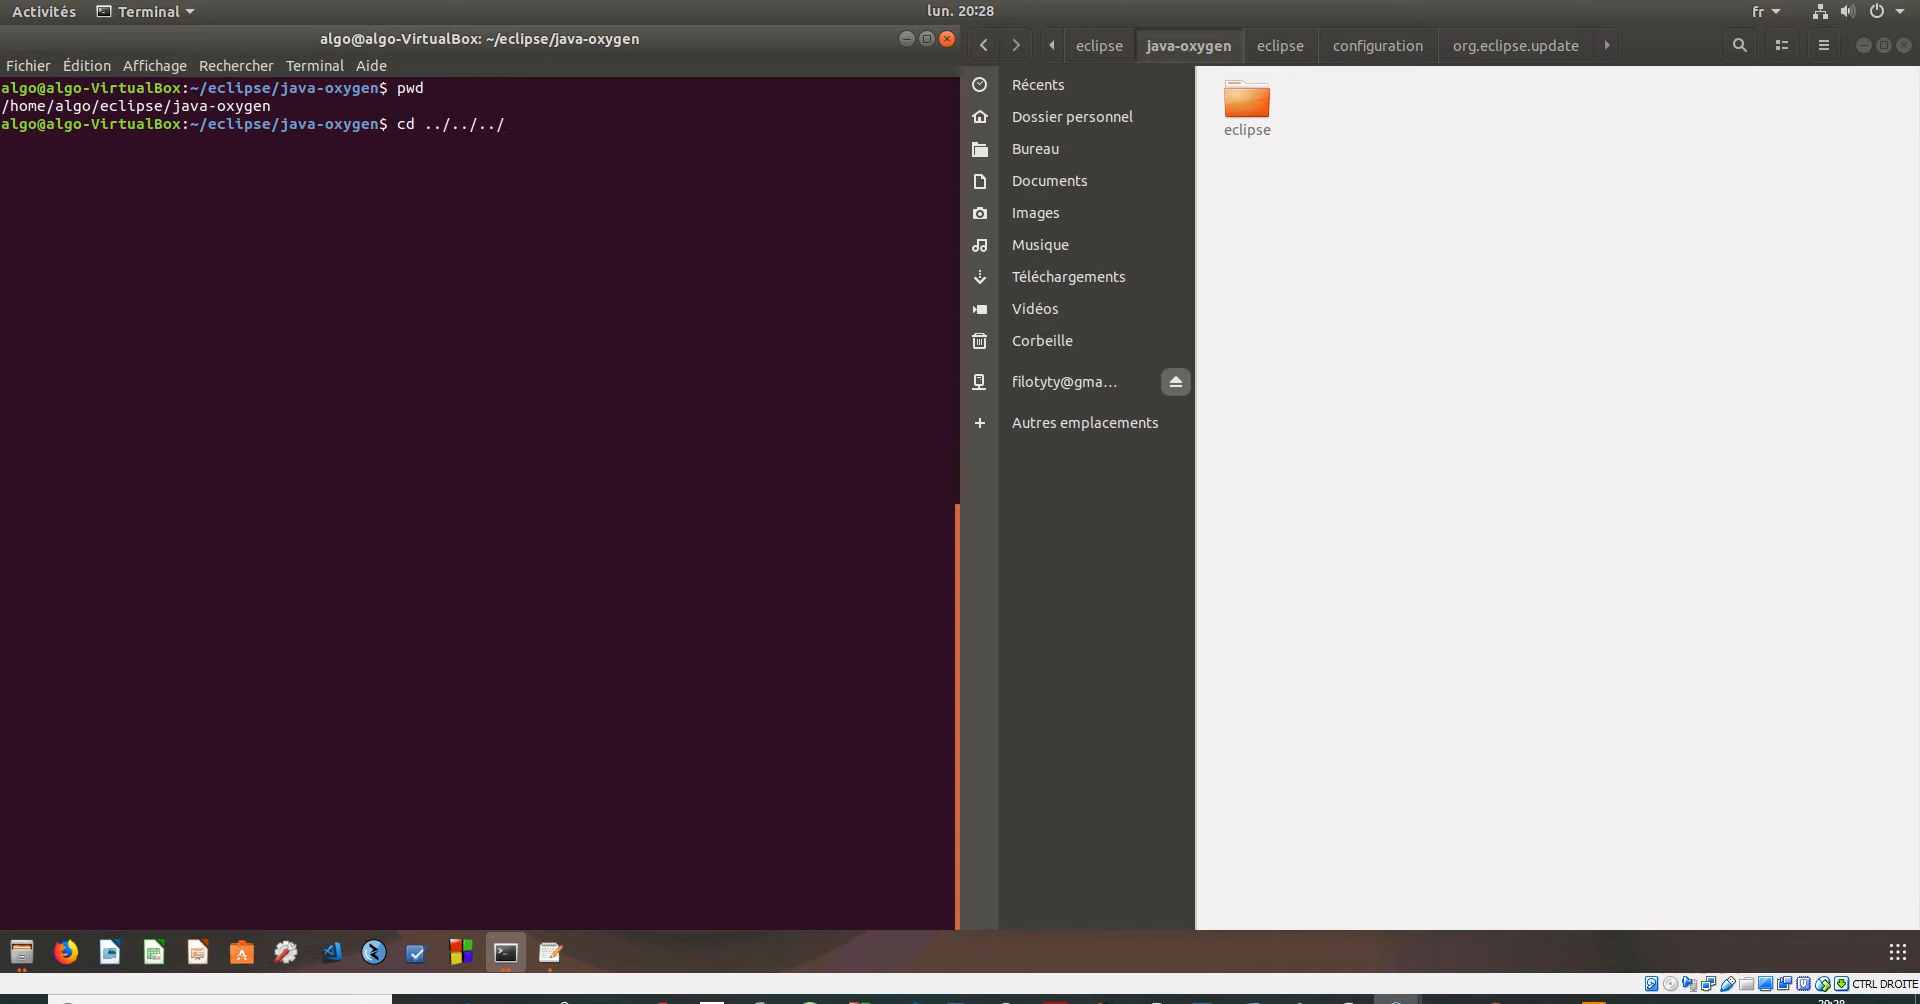 Activités Terminal lun. 20:28 fr
algo@algo-VirtualBox: ~/eclipse/java-oxygen
Fichier Édition Affichage Rechercher Terminal Aide
algo@algo-VirtualBox:~/eclipse/java-oxygen$ pwd
/home/algo/eclipse/java-oxygen
algo@algo-VirtualBox:~/eclipse/java-oxygen$ cd ../../../
eclipse java-oxygen eclipse configuration org.eclipse.update
Récents
Dossier personnel
Bureau
Documents
Images
Musique
Téléchargements
Vidéos
Corbeille
filotyty@gma...
Autres emplacements
eclipse
CTRL DROITE